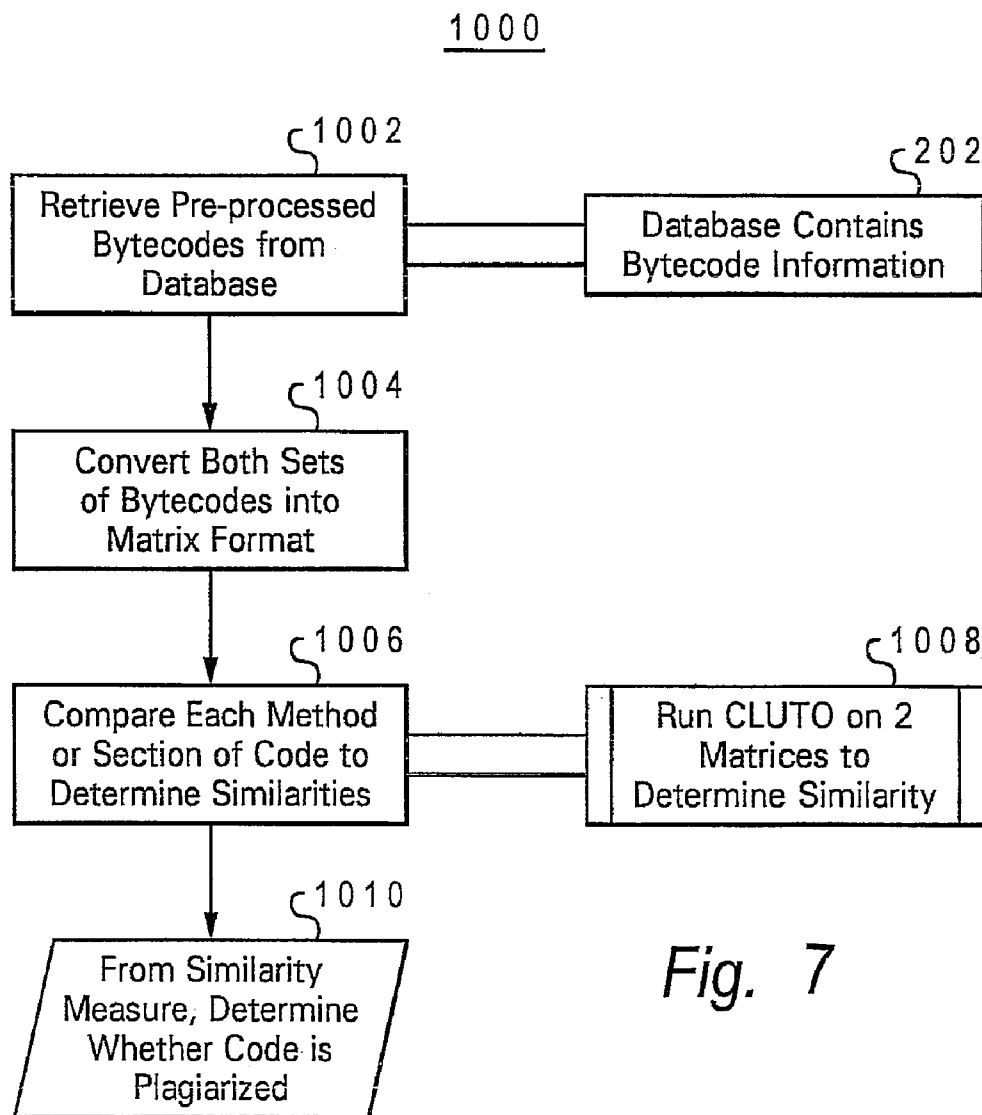 1000
1002
Retrieve Pre-processed
Bytecodes from
Database
202
Database Contains
Bytecode Information
1004
Convert Both Sets
of Bytecodes into
Matrix Format
1006
Compare Each Method
or Section of Code to
Determine Similarities
1008
Run CLUTO on 2
Matrices to
Determine Similarity
1010
From Similarity
Measure, Determine
Whether Code is
Plagiarized
Fig. 7